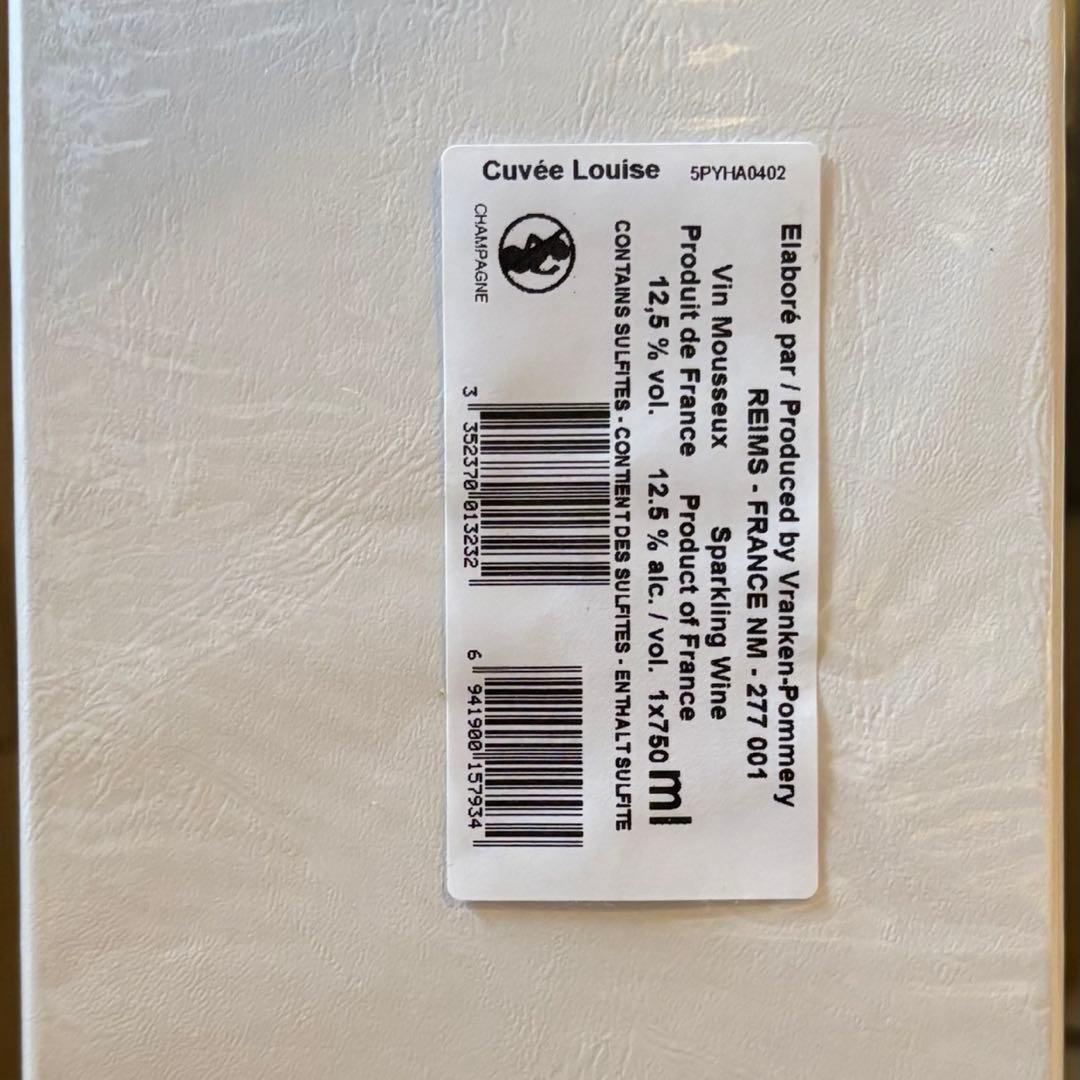 Cuvée Louise 5PYHA0402
Elaboré par / Produced by Vranken-Pommery
REIMS - FRANCE NM - 277 001
Vin Mousseux Sparkling Wine
Produit de France Product of France
12,5 % vol. 12.5 % alc. / vol. 1x750 ml
CONTAINS SULFITES - CONTIENT DES SULFITES - ENTHALT SULFITE
CHAMPAGNE
3 352370 013232
6 941900 157934